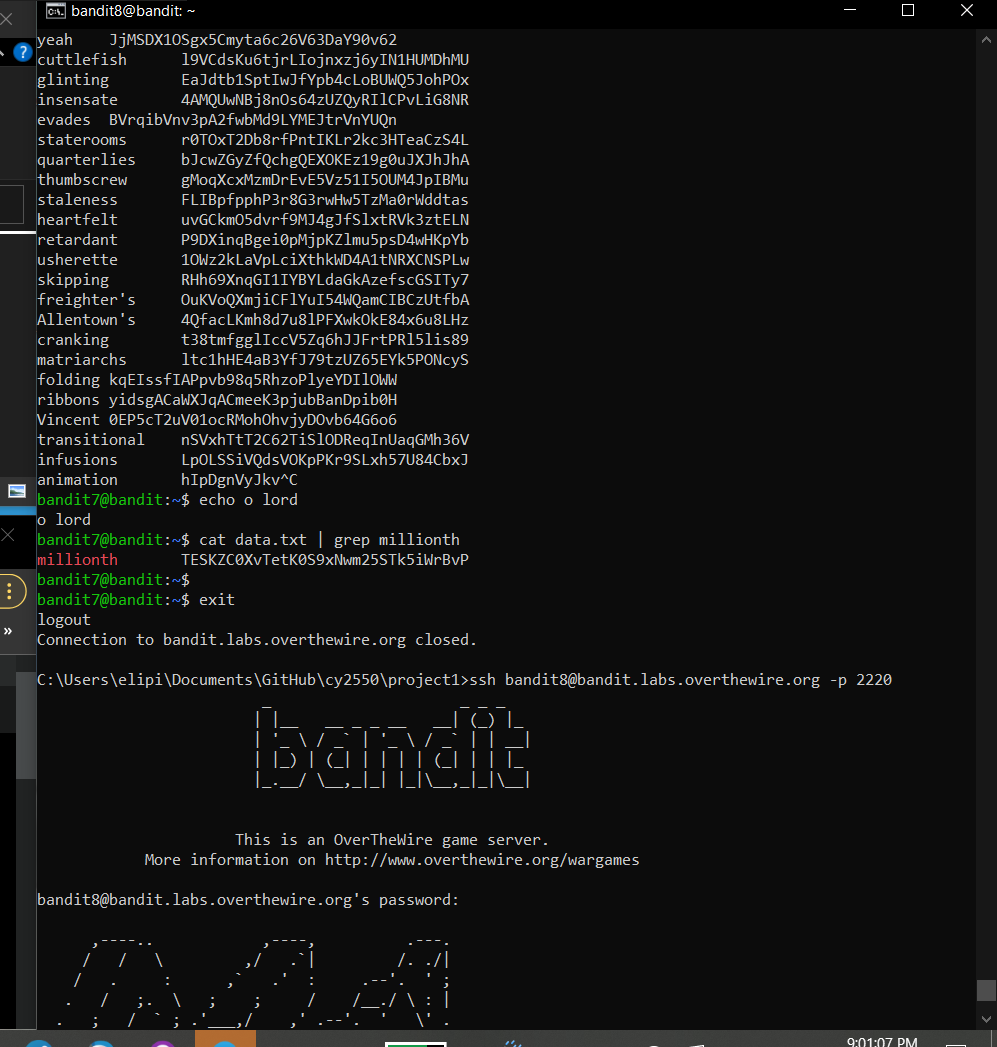 bandit8@bandit: ~
yeah    JjMSDX1OSgx5Cmyta6c26V63DaY90v62
cuttlefish      l9VCdsKu6tjrLIojnxzj6yIN1HUMDhMU
glinting        EaJdtb1SptIwJfYpb4cLoBUWQ5JohPOx
insensate       4AMQUwNBj8nOs64zUZQyRIlCPvLiG8NR
evades  BVrqibVnv3pA2fwbMd9LYMEJtrVnYUQn
staterooms      r0TOxT2Db8rfPntIKLr2kc3HTeaCzS4L
quarterlies     bJcwZGyZfQchgQEXOKEz19g0uJXJhJhA
thumbscrew      gMoqXcxMzmDrEvE5Vz51I5OUM4JpIBMu
staleness       FLIBpfpphP3r8G3rwHw5TzMa0rWddtas
heartfelt       uvGCkmO5dvrf9MJ4gJfSlxtRVk3ztELN
retardant       P9DXinqBgei0pMjpKZlmu5psD4wHKpYb
usherette       1OWz2kLaVpLciXthkWD4A1tNRXCNSPLw
skipping        RHh69XnqGI1IYBYLdaGkAzefscGSITy7
freighter's     OuKVoQXmjiCFlYuI54WQamCIBCzUtfbA
Allentown's     4QfacLKmh8d7u8lPFXwkOkE84x6u8LHz
cranking        t38tmfgglIccV5Zq6hJJFrtPRl5lis89
matriarchs      ltc1hHE4aB3YfJ79tzUZ65EYk5PONcyS
folding kqEIssfIAPpvb98q5RhzoPlyeYDIlOWW
ribbons yidsgACaWXJqACmeeK3pjubBanDpib0H
Vincent 0EP5cT2uV01ocRMohOhvjyDOvb64G6o6
transitional    nSVxhTtT2C62TiSlODReqInUaqGMh36V
infusions       LpOLSSiVQdsVOKpPKr9SLxh57U84CbxJ
animation       hIpDgnVyJkv^C
bandit7@bandit:~$ echo o lord
o lord
bandit7@bandit:~$ cat data.txt | grep millionth
millionth       TESKZC0XvTetK0S9xNwm25STk5iWrBvP
bandit7@bandit:~$
bandit7@bandit:~$ exit
logout
Connection to bandit.labs.overthewire.org closed.
C:\Users\elipi\Documents\GitHub\cy2550\project1>ssh bandit8@bandit.labs.overthewire.org -p 2220
bandit
This is an OverTheWire game server.
More information on http://www.overthewire.org/wargames
bandit8@bandit.labs.overthewire.org's password:
9:01:07 PM